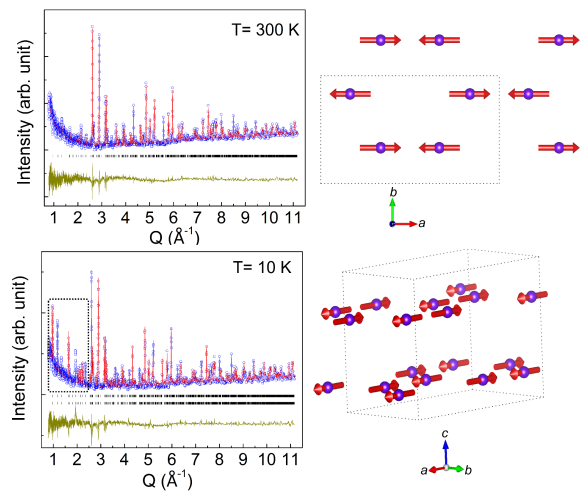 T= 300 K
Intensity (arb. unit)
1 2 3 4 5 6 7 8 9 10 11
Q (Å⁻¹)
b
a
T= 10 K
Intensity (arb. unit)
1 2 3 4 5 6 7 8 9 10 11
Q (Å⁻¹)
c
a
b